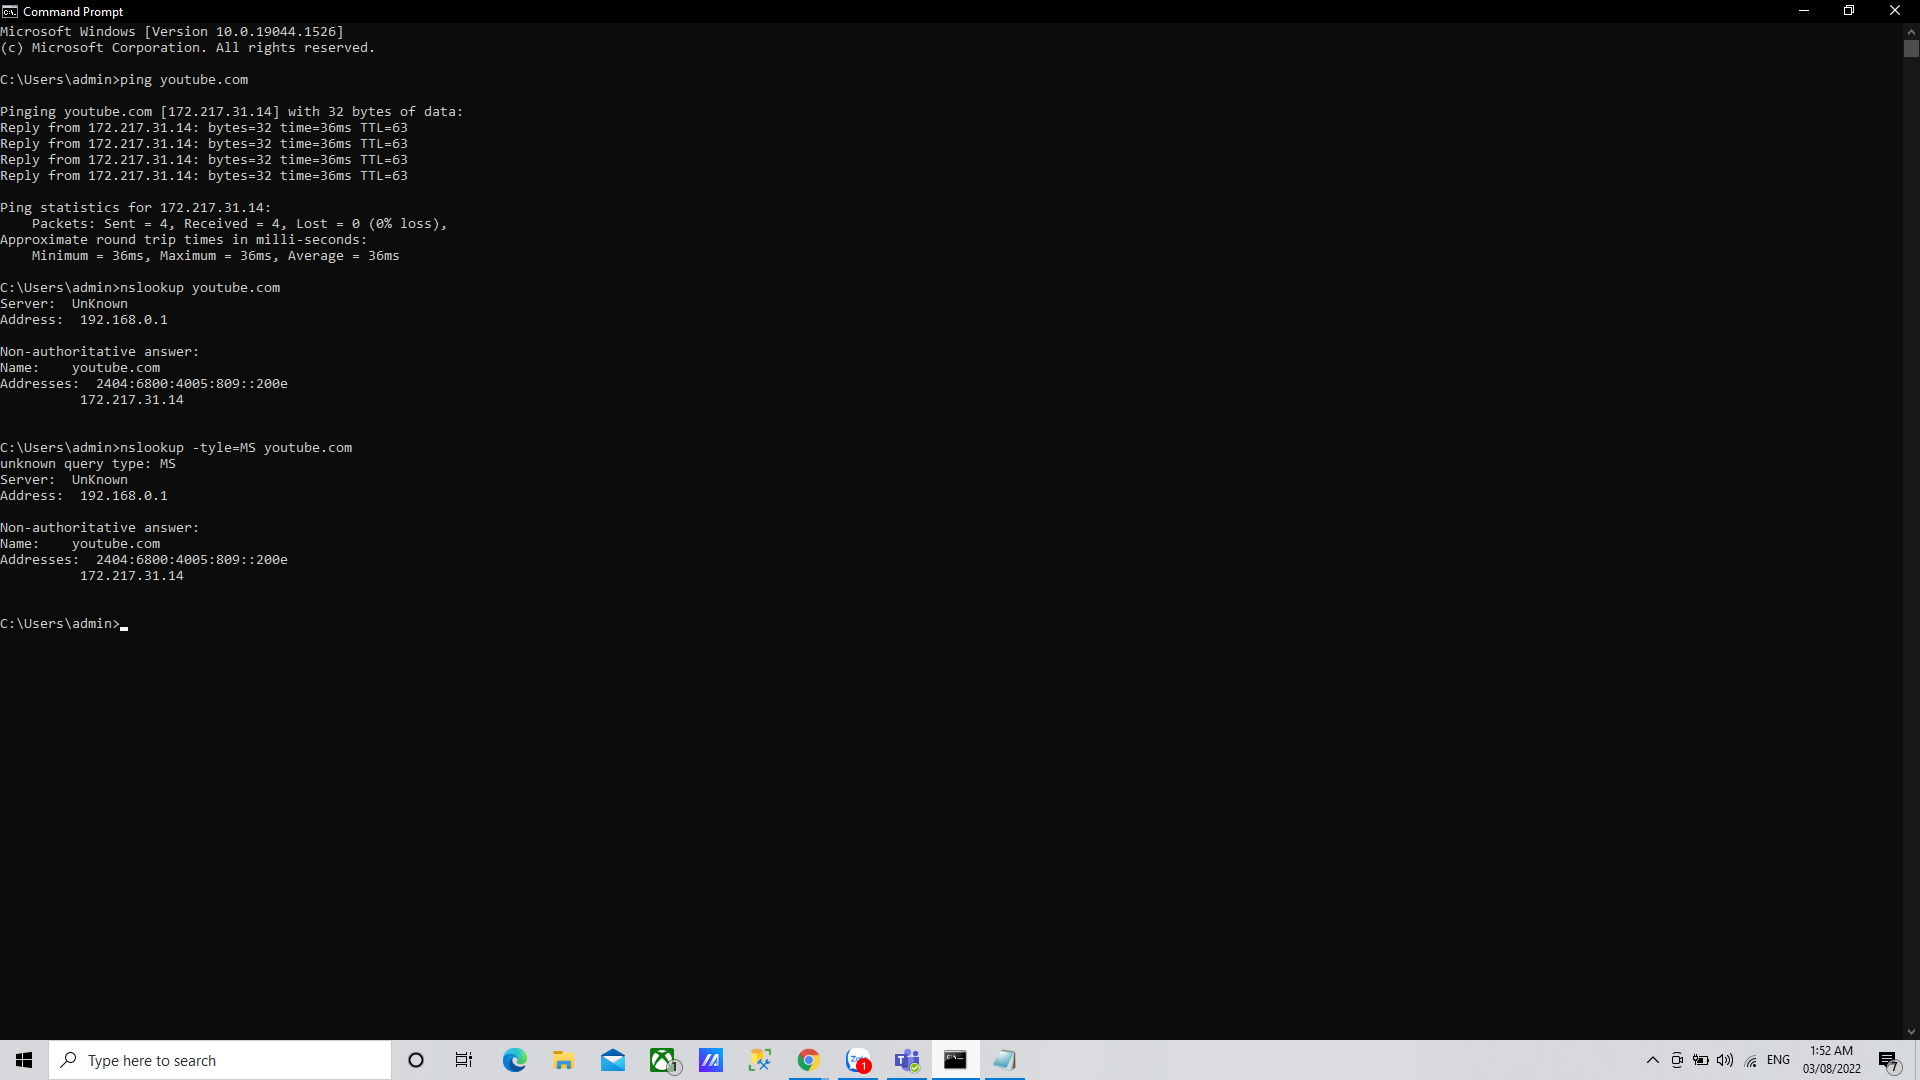 Command Prompt
Microsoft Windows [Version 10.0.19044.1526]
(c) Microsoft Corporation. All rights reserved.
C:\Users\admin>ping youtube.com
Pinging youtube.com [172.217.31.14] with 32 bytes of data:
Reply from 172.217.31.14: bytes=32 time=36ms TTL=63
Reply from 172.217.31.14: bytes=32 time=36ms TTL=63
Reply from 172.217.31.14: bytes=32 time=36ms TTL=63
Reply from 172.217.31.14: bytes=32 time=36ms TTL=63
Ping statistics for 172.217.31.14:
    Packets: Sent = 4, Received = 4, Lost = 0 (0% loss),
Approximate round trip times in milli-seconds:
    Minimum = 36ms, Maximum = 36ms, Average = 36ms
C:\Users\admin>nslookup youtube.com
Server:  UnKnown
Address:  192.168.0.1
Non-authoritative answer:
Name:    youtube.com
Addresses:  2404:6800:4005:809::200e
          172.217.31.14
C:\Users\admin>nslookup -tyle=MS youtube.com
unknown query type: MS
Server:  UnKnown
Address:  192.168.0.1
Non-authoritative answer:
Name:    youtube.com
Addresses:  2404:6800:4005:809::200e
          172.217.31.14
C:\Users\admin>
Type here to search
1
Zalo
1
T
ENG
1:52 AM
03/08/2022
7